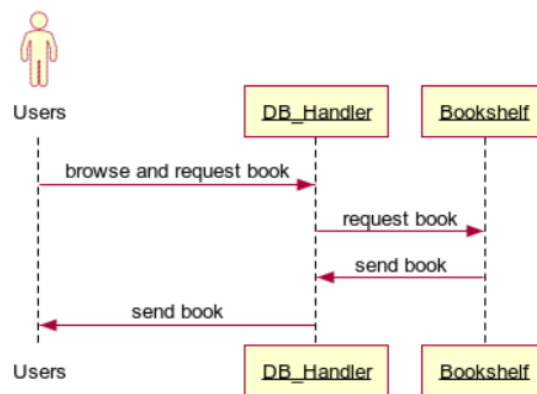 Users
DB_Handler
Bookshelf
browse and request book
request book
send book
send book
Users
DB_Handler
Bookshelf